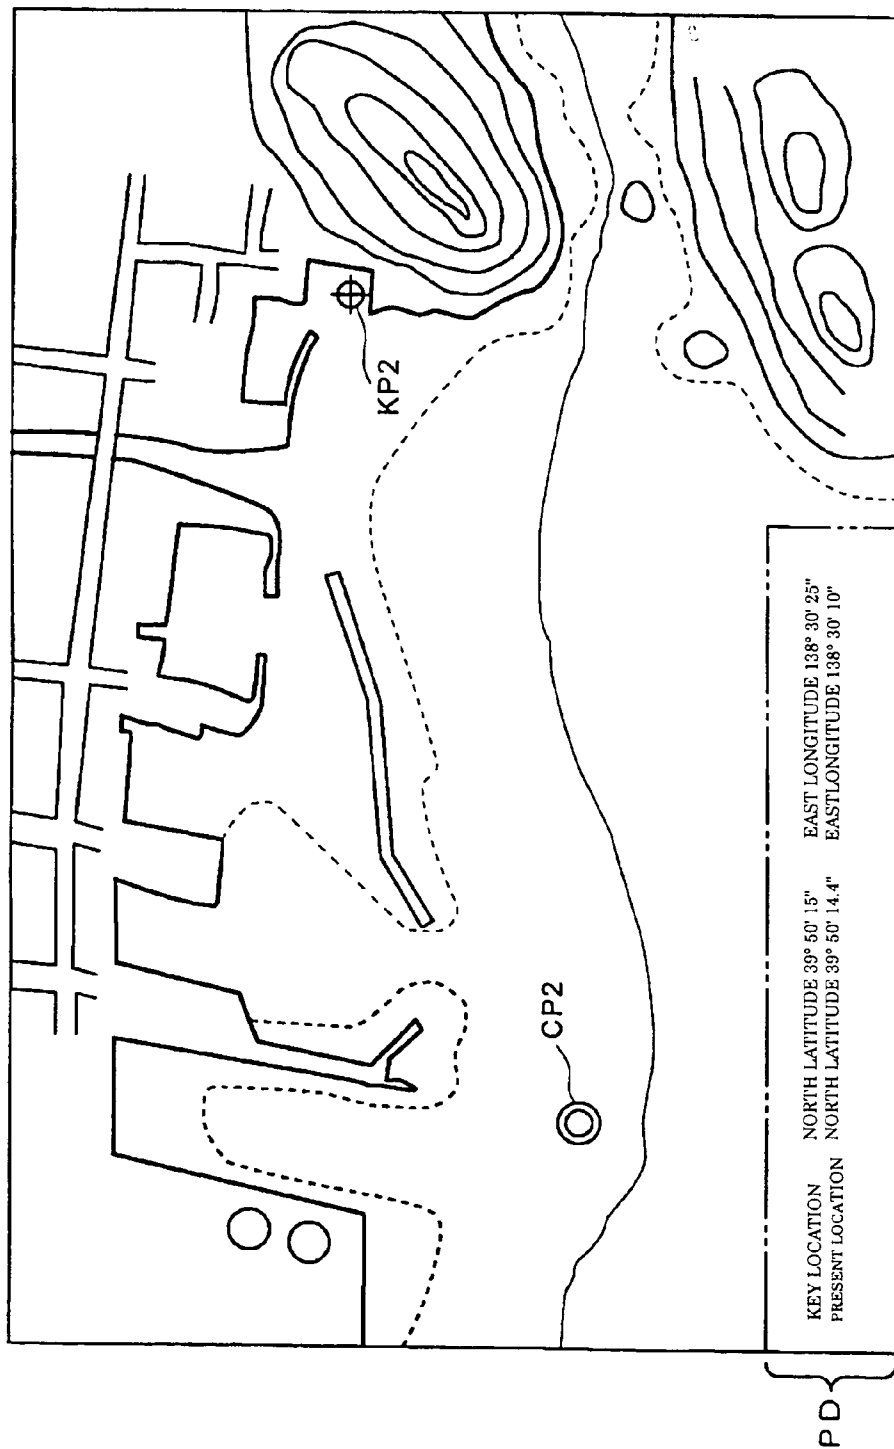 KP2
CP2
KEY LOCATION NORTH LATITUDE 39° 50' 15" EAST LONGITUDE 138° 30' 25"
PRESENT LOCATION NORTH LATITUDE 39° 50' 14.4" EASTLONGITUDE 138° 30' 10"
PD